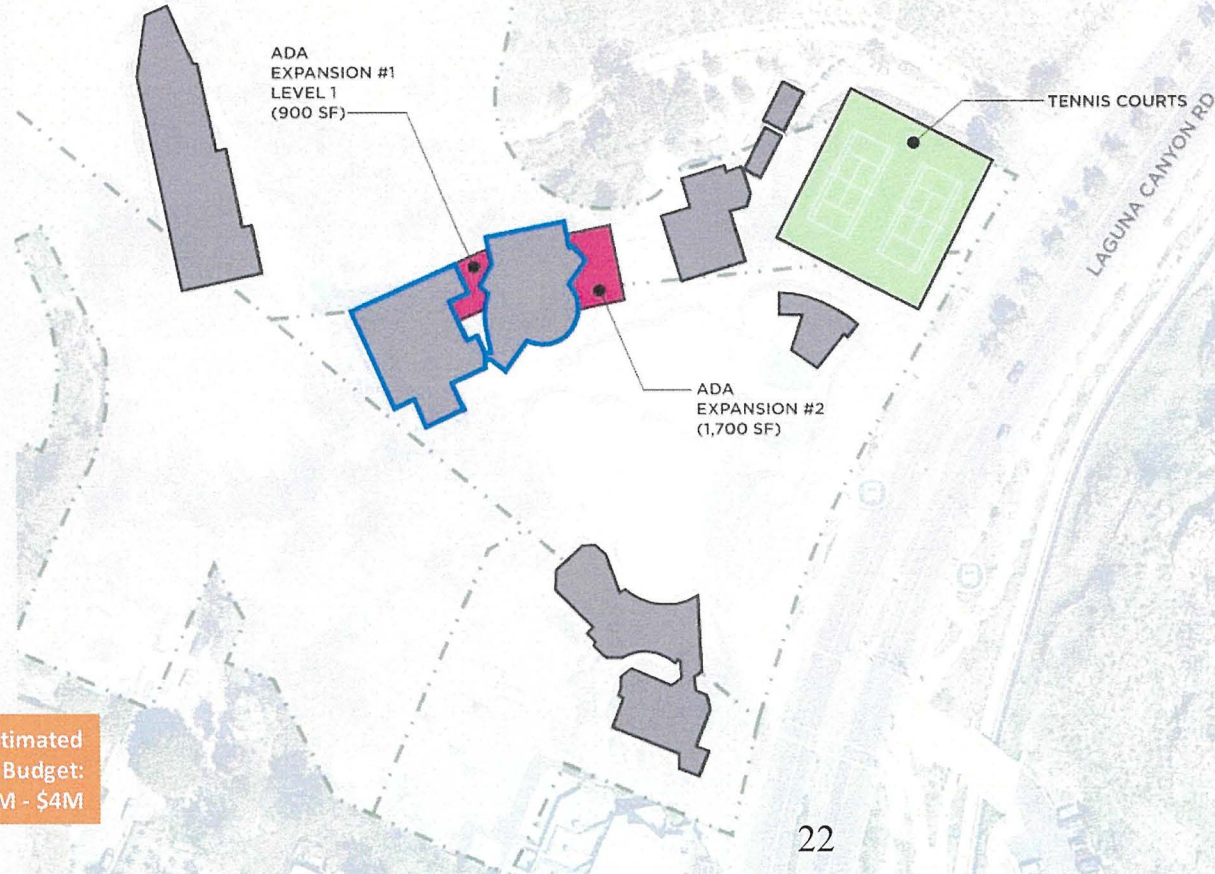 ADA
EXPANSION #1
LEVEL 1
(900 SF)
TENNIS COURTS
LAGUNA CANYON RD
ADA
EXPANSION #2
(1,700 SF)
timated
Budget:
M - $4M
22